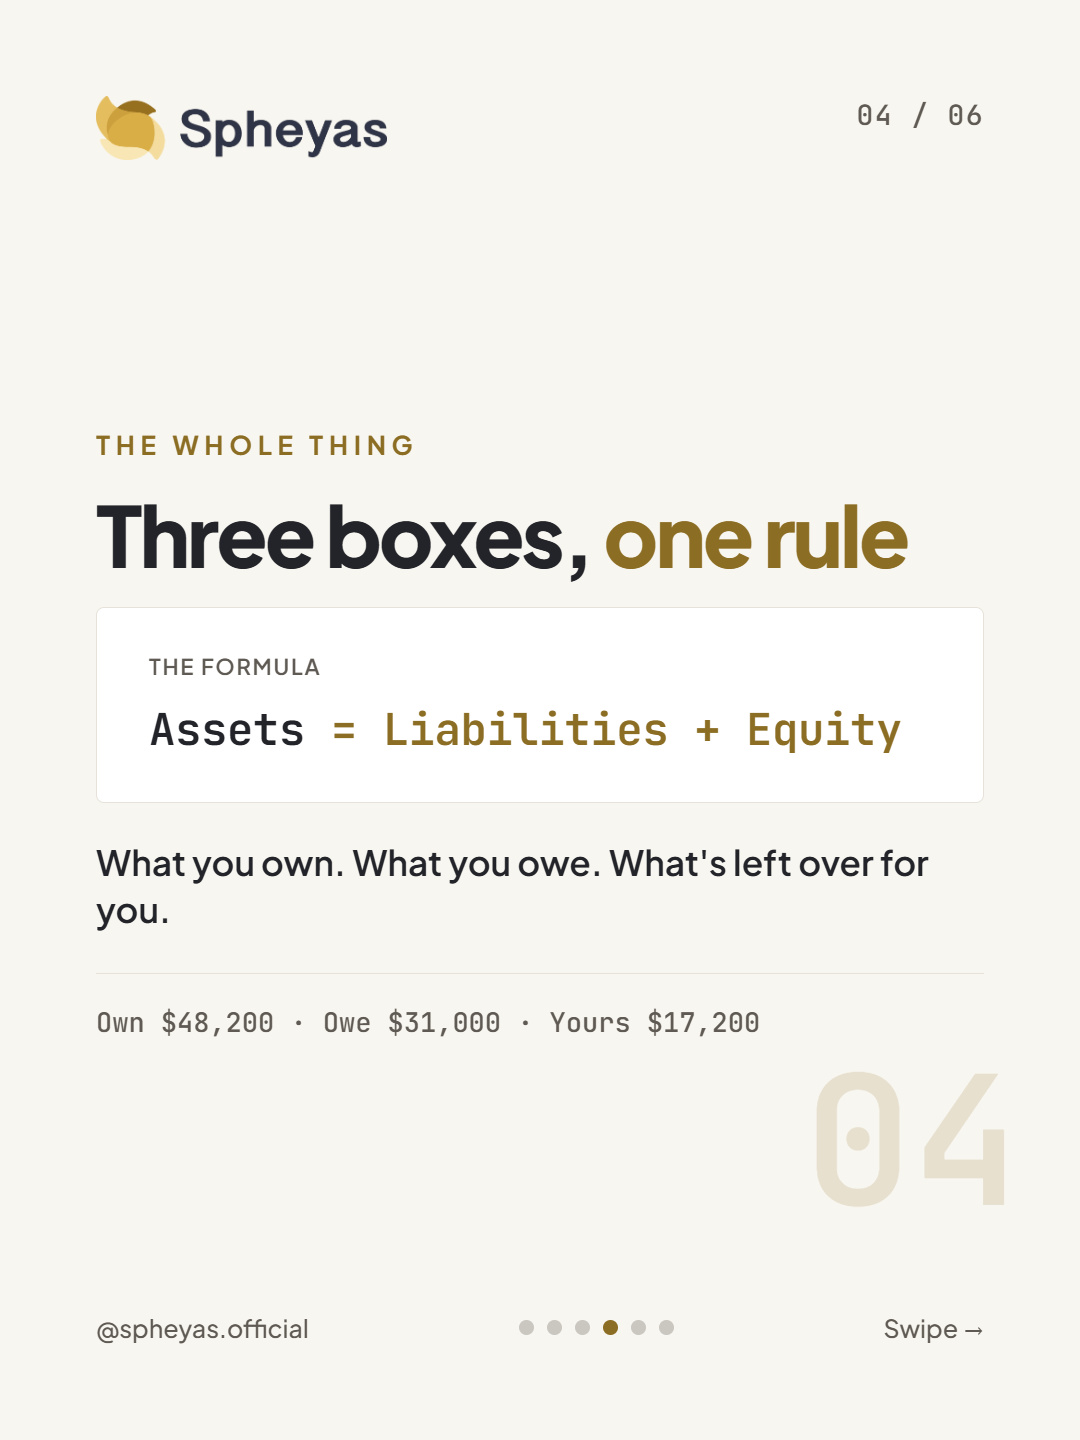 Spheyas
04 / 06
THE WHOLE THING
Three boxes, one rule
THE FORMULA
Assets = Liabilities + Equity
What you own. What you owe. What's left over for
you.
Own $48,200 · Owe $31,000 · Yours $17,200
04
@spheyas.official
Swipe →